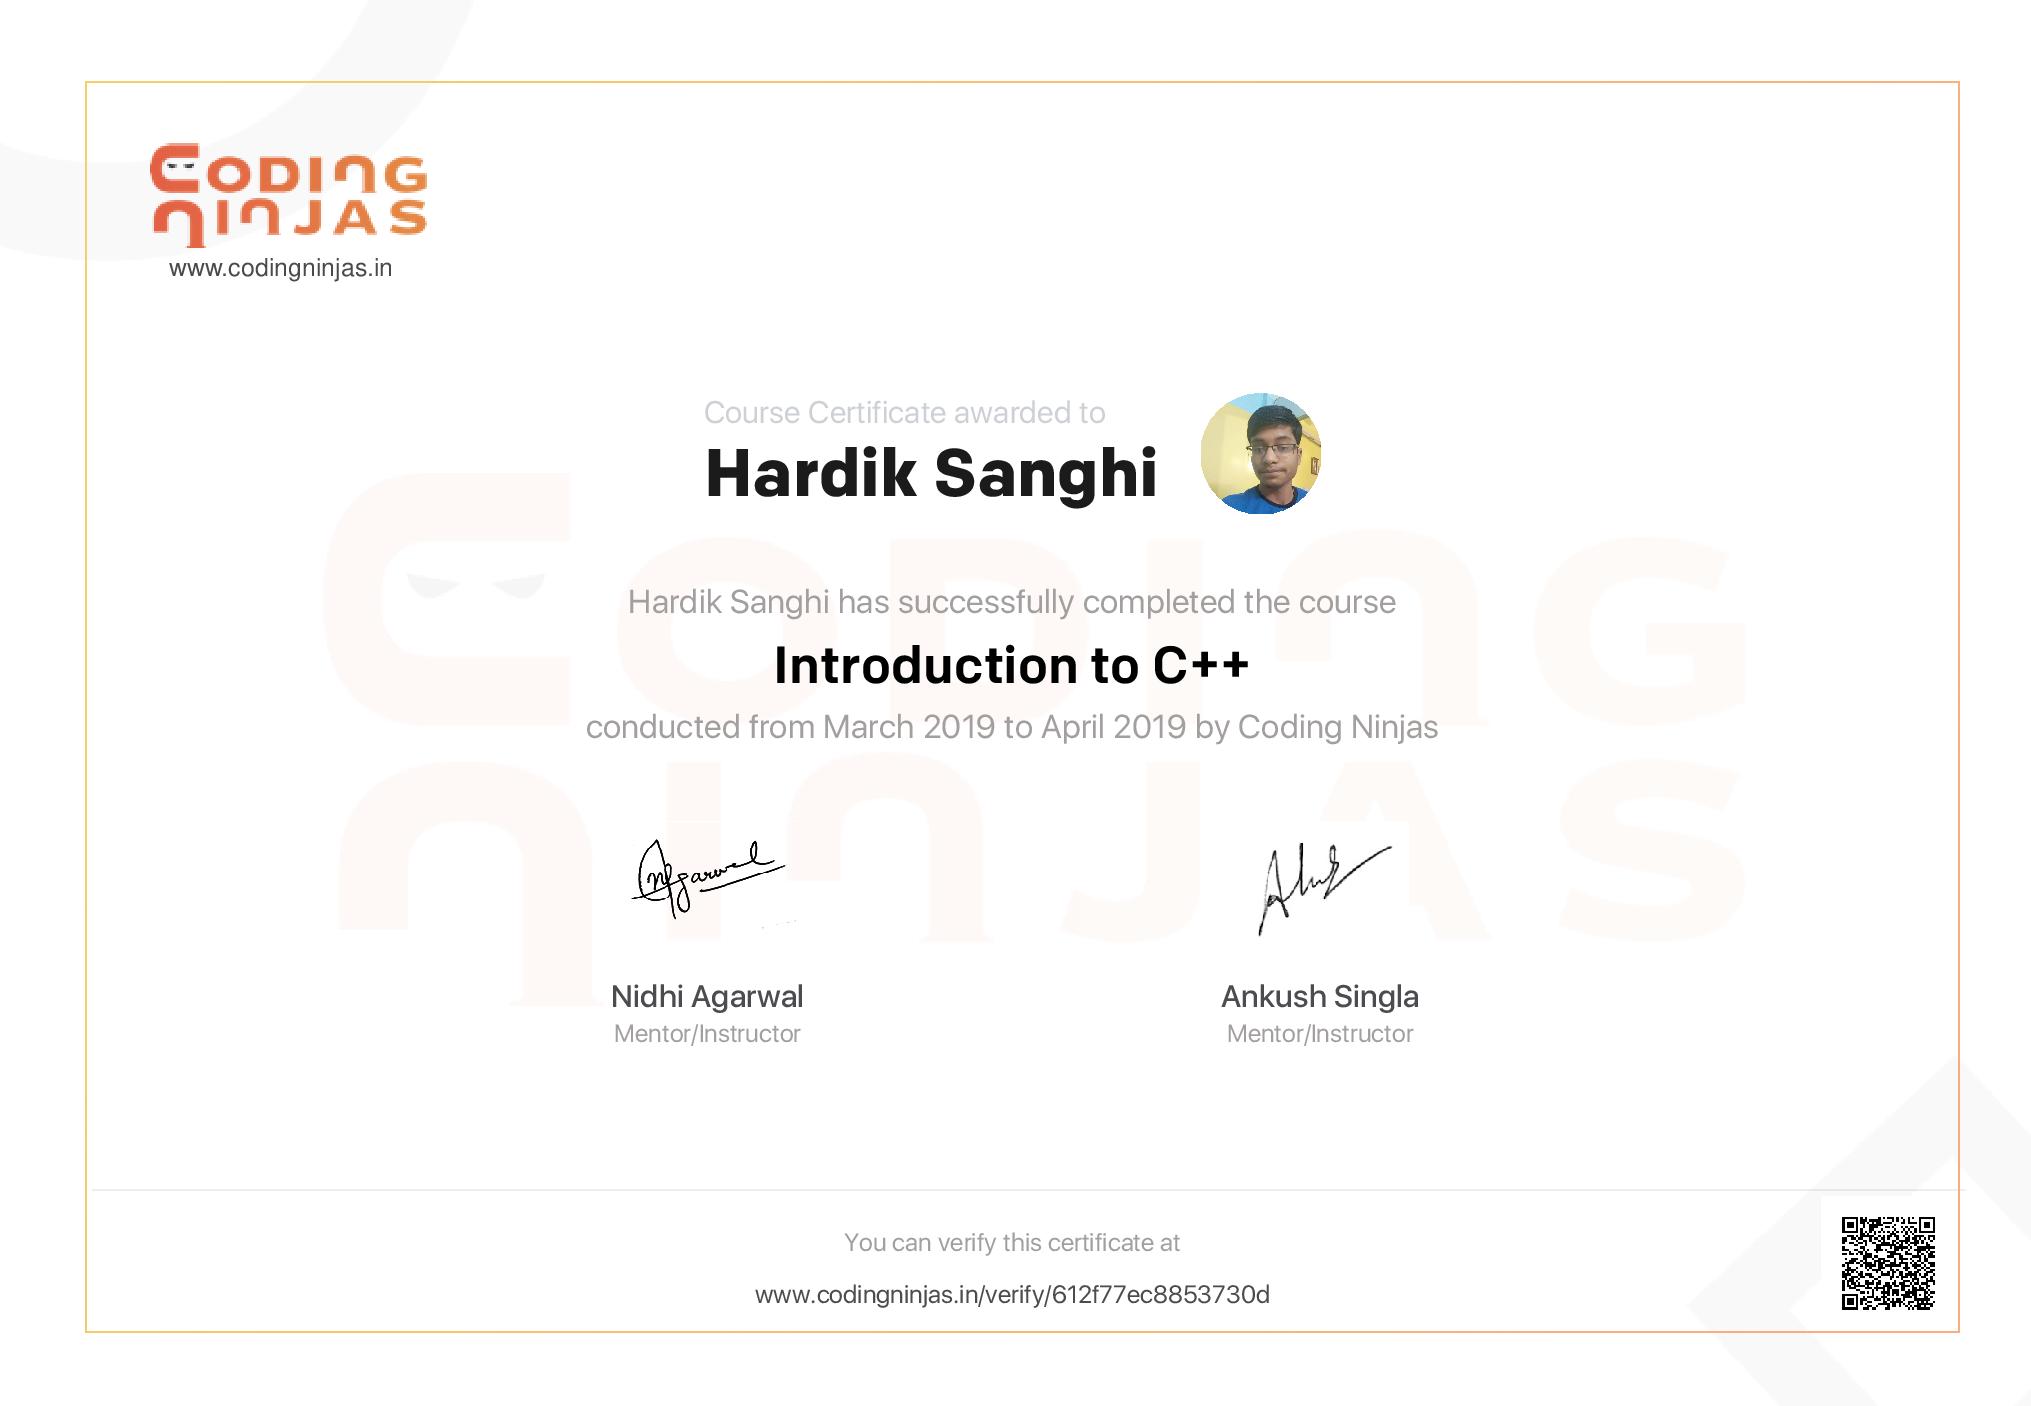 CODING
NINJAS
www.codingninjas.in
Course Certificate awarded to
Hardik Sanghi
Hardik Sanghi has successfully completed the course
Introduction to C++
conducted from March 2019 to April 2019 by Coding Ninjas
CODING
NINJAS
Nidhi Agarwal
Mentor/Instructor
Ankush Singla
Mentor/Instructor
You can verify this certificate at
www.codingninjas.in/verify/612f77ec8853730d